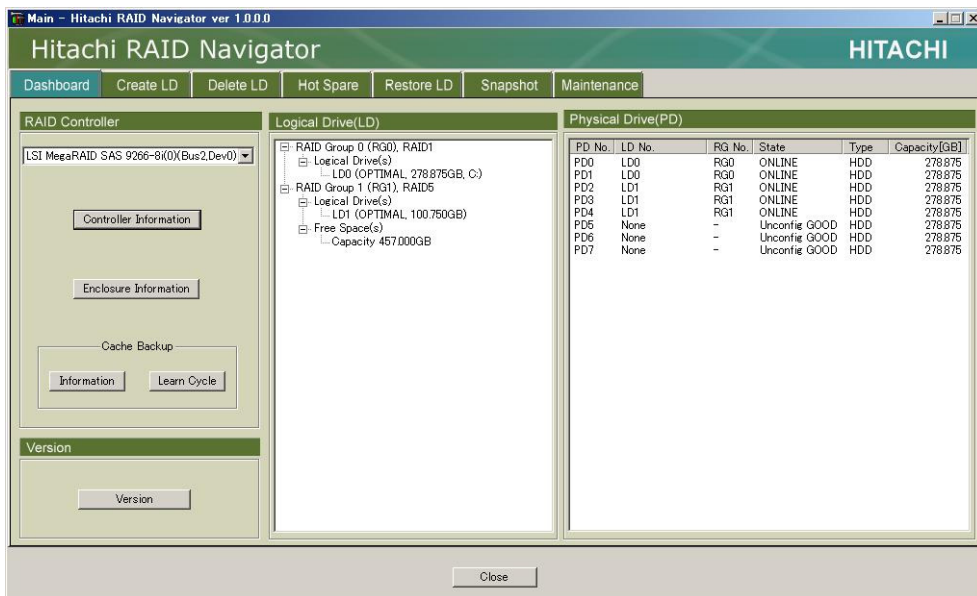 Main - Hitachi RAID Navigator ver 1.0.0.0
Hitachi RAID Navigator
HITACHI
Dashboard Create LD Delete LD Hot Spare Restore LD Snapshot Maintenance
RAID Controller
LSI MegaRAID SAS 9266-8i(0)(Bus2,Dev0)
Controller Information
Enclosure Information
Cache Backup
Information Learn Cycle
Version
Version
Logical Drive(LD)
RAID Group 0 (RG0), RAID1
Logical Drive(s)
LD0 (OPTIMAL, 278.875GB, C:)
RAID Group 1 (RG1), RAID5
Logical Drive(s)
LD1 (OPTIMAL, 100.750GB)
Free Space(s)
Capacity 457.000GB
Physical Drive(PD)
PD No. LD No. RG No. State Type Capacity[GB]
PD0 LD0 RG0 ONLINE HDD 278.875
PD1 LD0 RG0 ONLINE HDD 278.875
PD2 LD1 RG1 ONLINE HDD 278.875
PD3 LD1 RG1 ONLINE HDD 278.875
PD4 LD1 RG1 ONLINE HDD 278.875
PD5 None - Unconfig GOOD HDD 278.875
PD6 None - Unconfig GOOD HDD 278.875
PD7 None - Unconfig GOOD HDD 278.875
Close